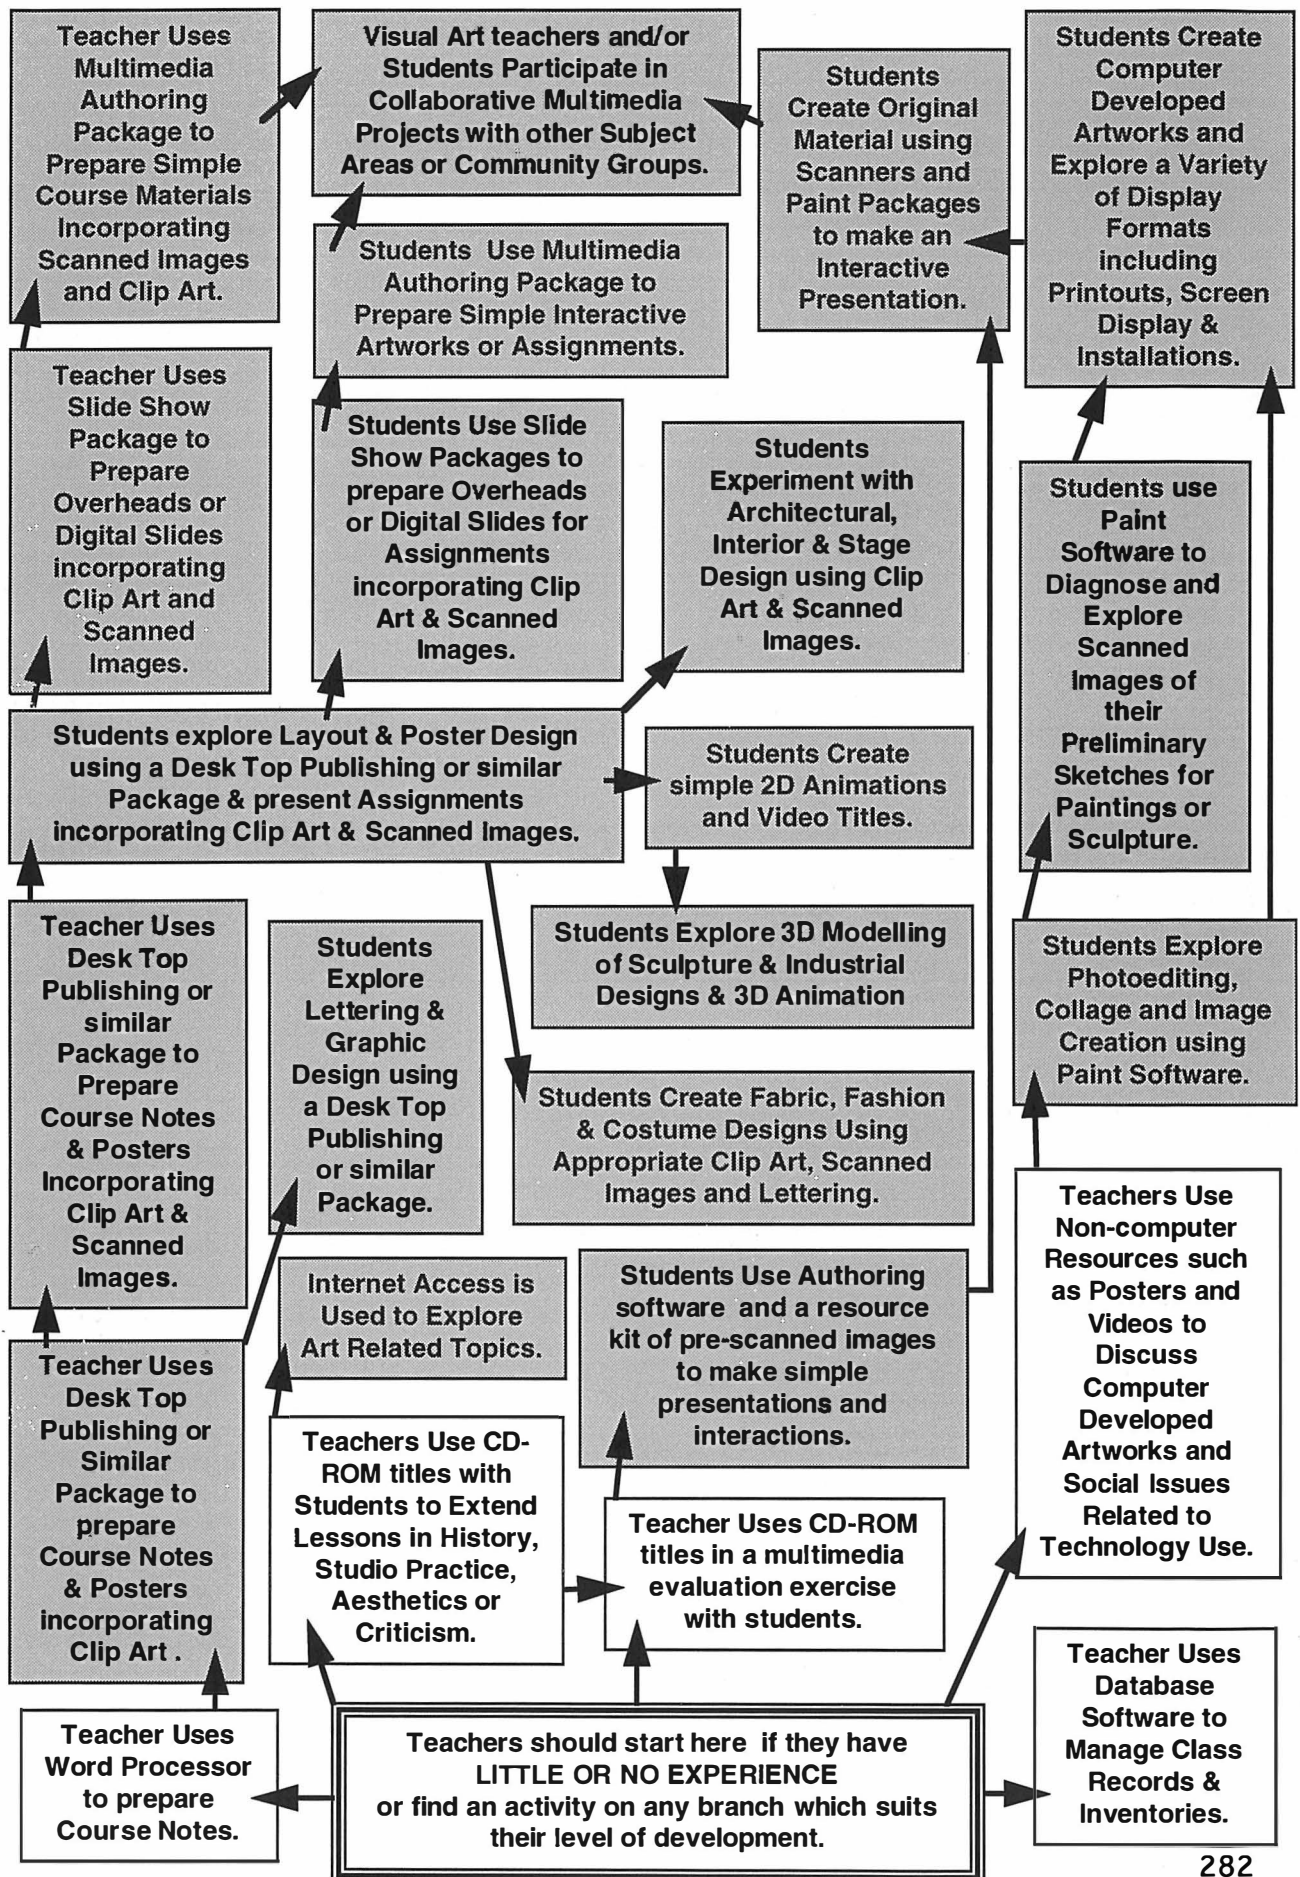 Teacher Uses
Multimedia
Authoring
Package to
Prepare Simple
Course Materials
Incorporating
Scanned Images
and Clip Art.
Visual Art teachers and/or
Students Participate in
Collaborative Multimedia
Projects with other Subject
Areas or Community Groups.
Students
Create Original
Material using
Scanners and
Paint Packages
to make an
Interactive
Presentation.
Students Create
Computer
Developed
Artworks and
Explore a Variety
of Display
Formats
including
Printouts, Screen
Display &
Installations.
Students Use Multimedia
Authoring Package to
Prepare Simple Interactive
Artworks or Assignments.
Teacher Uses
Slide Show
Package to
Prepare
Overheads or
Digital Slides
incorporating
Clip Art and
Scanned
Images.
Students Use Slide
Show Packages to
prepare Overheads
or Digital Slides for
Assignments
incorporating Clip
Art & Scanned
Images.
Students
Experiment with
Architectural,
Interior & Stage
Design using Clip
Art & Scanned
Images.
Students use
Paint
Software to
Diagnose and
Explore
Scanned
Images of
their
Preliminary
Sketches for
Paintings or
Sculpture.
Students explore Layout & Poster Design
using a Desk Top Publishing or similar
Package & present Assignments
incorporating Clip Art & Scanned Images.
Students Create
simple 2D Animations
and Video Titles.
Teacher Uses
Desk Top
Publishing or
similar
Package to
Prepare
Course Notes
& Posters
Incorporating
Clip Art &
Scanned
Images.
Students
Explore
Lettering &
Graphic
Design using
a Desk Top
Publishing
or similar
Package.
Students Explore 3D Modelling
of Sculpture & Industrial
Designs & 3D Animation
Students Explore
Photoediting,
Collage and Image
Creation using
Paint Software.
Students Create Fabric, Fashion
& Costume Designs Using
Appropriate Clip Art, Scanned
Images and Lettering.
Teachers Use
Non-computer
Resources such
as Posters and
Videos to
Discuss
Computer
Developed
Artworks and
Social Issues
Related to
Technology Use.
Internet Access is
Used to Explore
Art Related Topics.
Students Use Authoring
software and a resource
kit of pre-scanned images
to make simple
presentations and
interactions.
Teacher Uses
Desk Top
Publishing or
Similar
Package to
prepare
Course Notes
& Posters
incorporating
Clip Art .
Teachers Use CD-
ROM titles with
Students to Extend
Lessons in History,
Studio Practice,
Aesthetics or
Criticism.
Teacher Uses CD-ROM
titles in a multimedia
evaluation exercise
with students.
Teacher Uses
Database
Software to
Manage Class
Records &
Inventories.
Teacher Uses
Word Processor
to prepare
Course Notes.
Teachers should start here if they have
LITTLE OR NO EXPERIENCE
or find an activity on any branch which suits
their level of development.
282